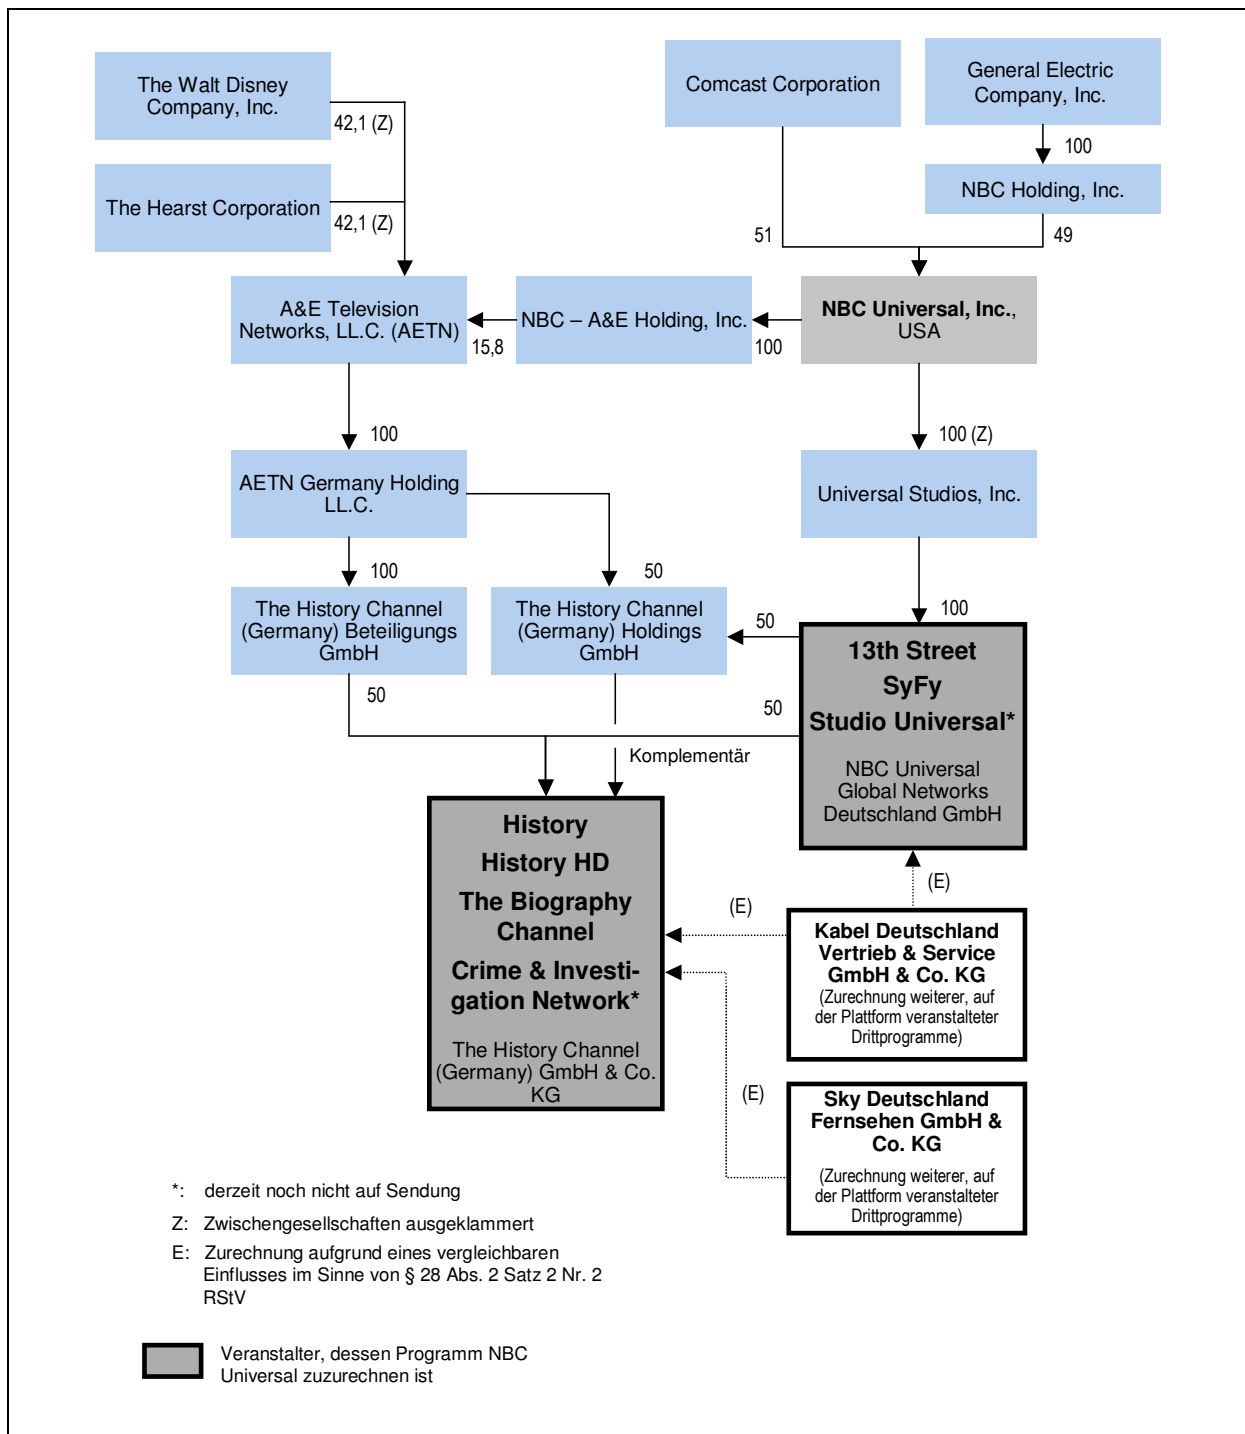 The Walt Disney
Company, Inc.
Comcast Corporation
General Electric
Company, Inc.
42,1 (Z)
100
The Hearst Corporation
NBC Holding, Inc.
42,1 (Z)
51
49
A&E Television
Networks, LL.C. (AETN)
NBC – A&E Holding, Inc.
NBC Universal, Inc.,
USA
15,8
100
100
100 (Z)
AETN Germany Holding
LL.C.
Universal Studios, Inc.
100
50
100
The History Channel
(Germany) Beteiligungs
GmbH
The History Channel
(Germany) Holdings
GmbH
50
13th Street
SyFy
Studio Universal*
NBC Universal
Global Networks
Deutschland GmbH
50
50
Komplementär
History
History HD
The Biography
Channel
Crime & Investi-
gation Network*
The History Channel
(Germany) GmbH & Co.
KG
(E)
(E)
Kabel Deutschland
Vertrieb & Service
GmbH & Co. KG
(Zurechnung weiterer, auf
der Plattform veranstalteter
Drittprogramme)
(E)
Sky Deutschland
Fernsehen GmbH &
Co. KG
(Zurechnung weiterer, auf
der Plattform veranstalteter
Drittprogramme)
*: derzeit noch nicht auf Sendung
Z: Zwischengesellschaften ausgeklammert
E: Zurechnung aufgrund eines vergleichbaren
Einflusses im Sinne von § 28 Abs. 2 Satz 2 Nr. 2
RStV
Veranstalter, dessen Programm NBC
Universal zuzurechnen ist